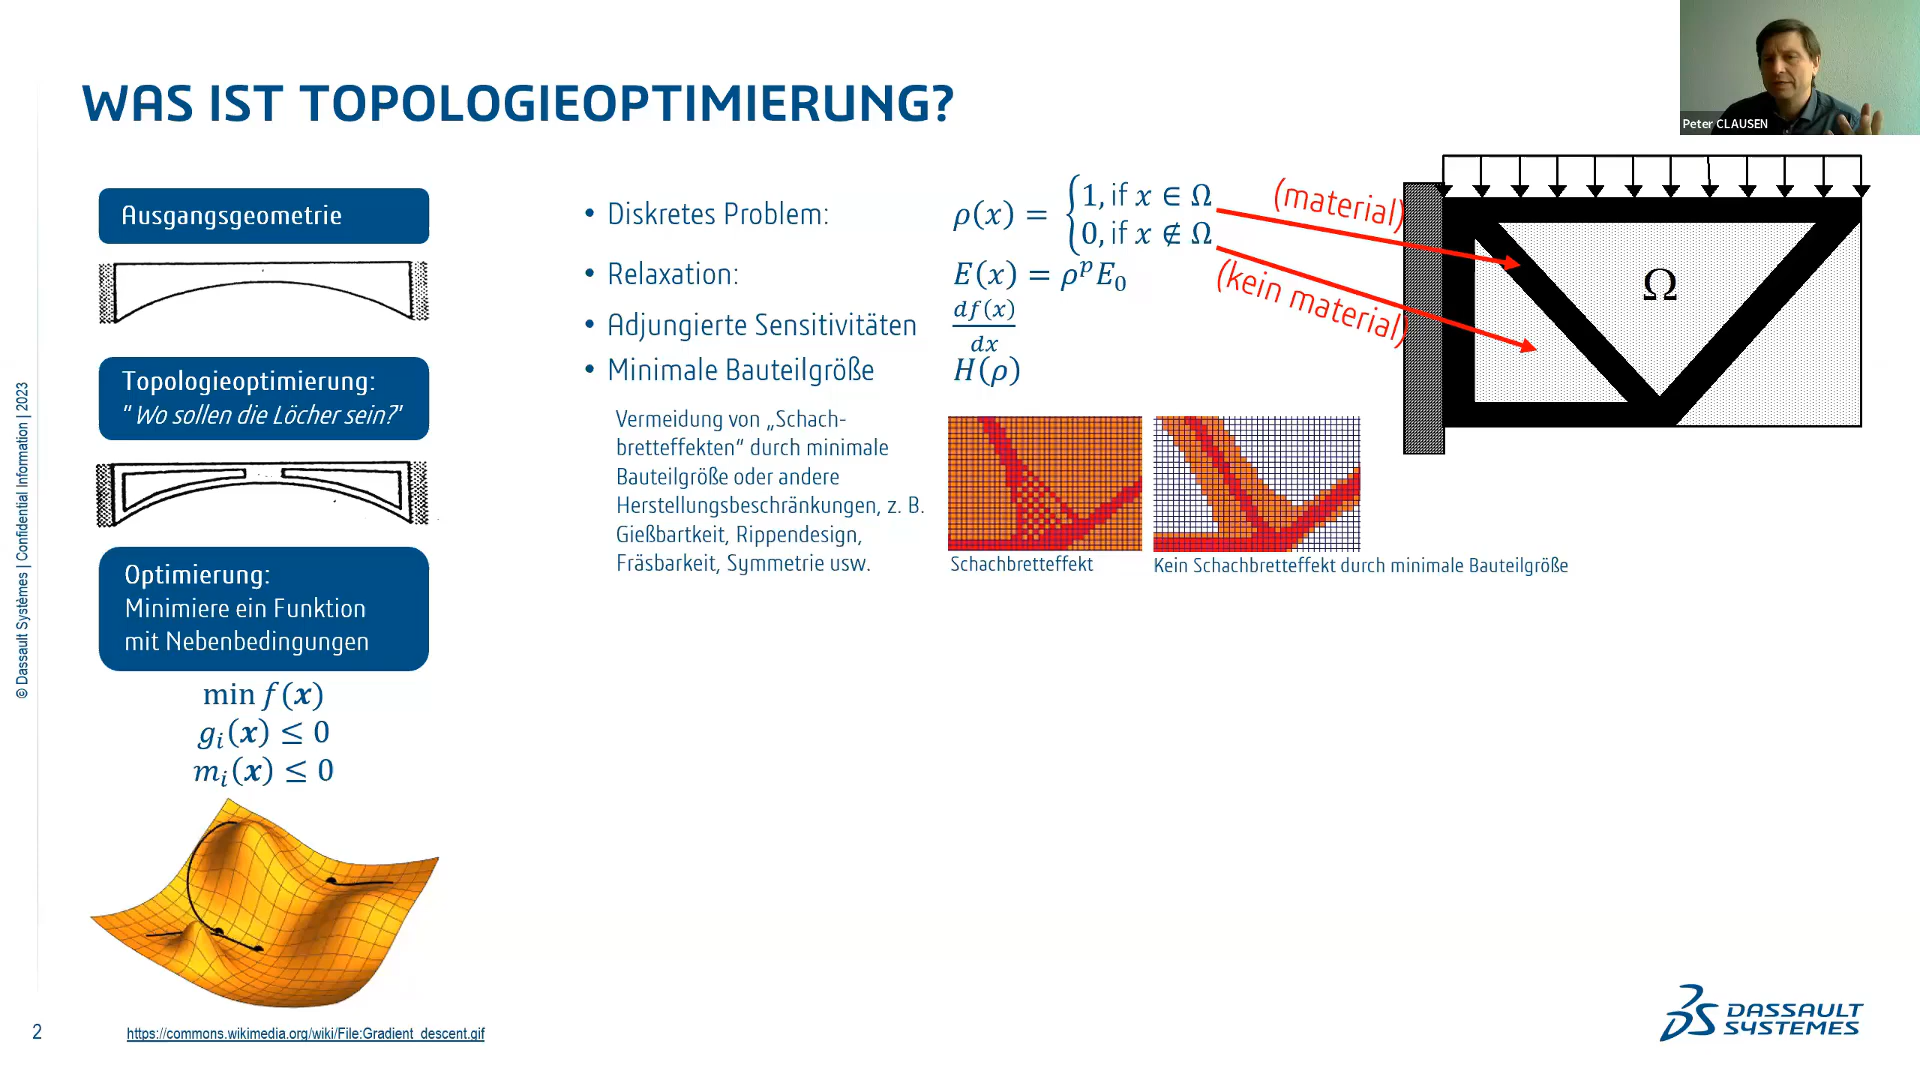 WAS IST TOPOLOGIEOPTIMIERUNG?
Peter CLAUSEN
Ausgangsgeometrie
Topologieoptimierung:
"Wo sollen die Löcher sein?"
Optimierung:
Minimiere ein Funktion
mit Nebenbedingungen
min f(x)
gᵢ(x) ≤ 0
mᵢ(x) ≤ 0
• Diskretes Problem: ρ(x) = {1, if x ∈ Ω
0, if x ∉ Ω
• Relaxation: E(x) = ρᵖE₀
• Adjungierte Sensitivitäten df(x)/dx
• Minimale Bauteilgröße H(ρ)
Vermeidung von „Schach-
bretteffekten“ durch minimale
Bauteilgröße oder andere
Herstellungsbeschränkungen, z. B.
Gießbarkeit, Rippendesign,
Fräsbarkeit, Symmetrie usw.
Schachbretteffekt
Kein Schachbretteffekt durch minimale Bauteilgröße
(material)
(kein material)
Ω
© Dassault Systèmes | Confidential Information | 2023
2
https://commons.wikimedia.org/wiki/File:Gradient_descent.gif
DASSAULT
SYSTEMES